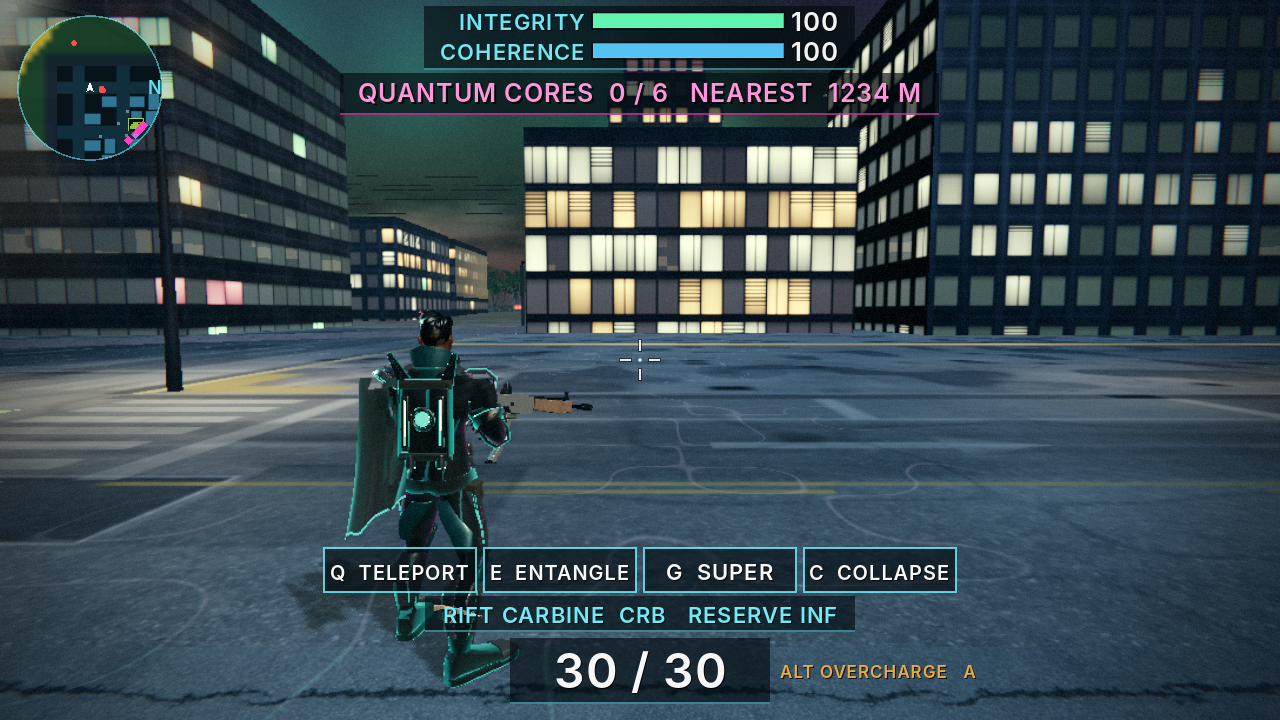 INTEGRITY 100
COHERENCE 100
QUANTUM CORES 0 / 6 NEAREST 1234 M
N
Q TELEPORT E ENTANGLE G SUPER C COLLAPSE
RIFT CARBINE CRB RESERVE INF
30 / 30 ALT OVERCHARGE A